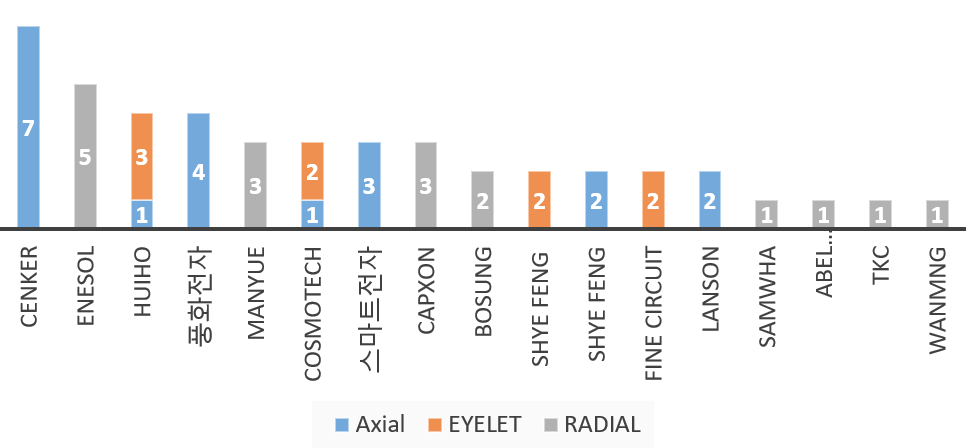 7
5
3
1
4
3
2
1
3
3
2
2
2
2
2
1
1
1
1
CENKER
ENESOL
HUIHO
풍화전자
MANYUE
COSMOTECH
스마트전자
CAPXON
BOSUNG
SHYE FENG
SHYE FENG
FINE CIRCUIT
LANSON
SAMWHA
ABEL...
TKC
WANMING
Axial EYELET RADIAL